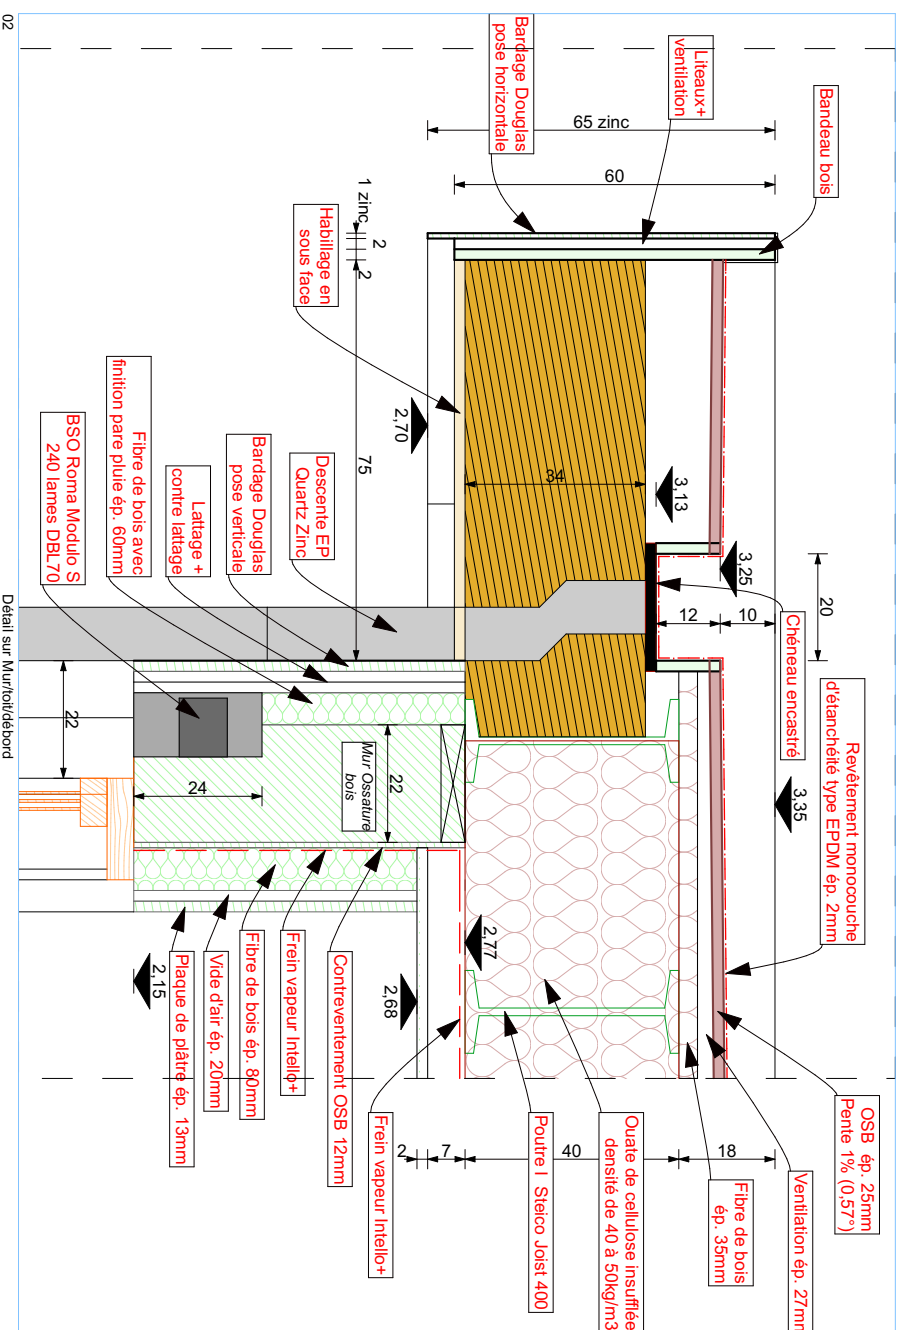 Bandeau bois
Liteaux+
ventilation
Bardage Douglas
pose horizontale
65 zinc
60
1 zinc
2
2
75
Habillage en
sous face
2,70
34
3,13
3,25
20
12
10
Chéneau encastré
3,35
Revêtement monocouche
d'étanchéité type EPDM ép. 2mm
OSB ép. 25mm
Pente 1% (0,57°)
Ventilation ép. 27mm
Fibre de bois
ép. 35mm
18
40
7
2
Ouate de cellulose insufflée
densité de 40 à 50kg/m3
Poutre I Steico Joist 400
Frein vapeur Intello+
2,77
2,68
2,15
Descente EP
Quartz Zinc
Bardage Douglas
pose verticale
Lattage +
contre lattage
Fibre de bois avec
finition pare pluie ép. 60mm
BSO Roma Modulo S
240 lames DBL70
22
24
22
Mur Ossature
bois
Contreventement OSB 12mm
Frein vapeur Intello+
Fibre de bois ép. 80mm
Vide d'air ép. 20mm
Plaque de plâtre ép. 13mm
02
Détail sur Mur/toit/débord